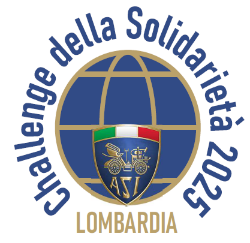 Challenge della Solidarietà 2025
ASI
LOMBARDIA